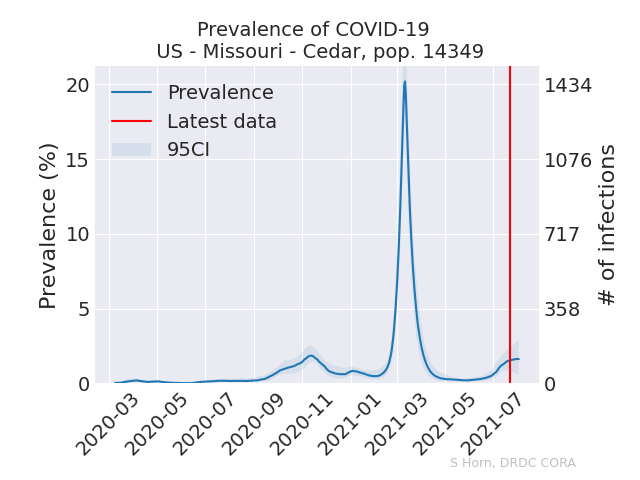 Prevalence of COVID-19
US - Missouri - Cedar, pop. 14349
Prevalence
Latest data
95CI
Prevalence (%)
20
15
10
5
0
1434
1076
717
358
0
# of infections
2020-03
2020-05
2020-07
2020-09
2020-11
2021-01
2021-03
2021-05
2021-07
S Horn, DRDC CORA